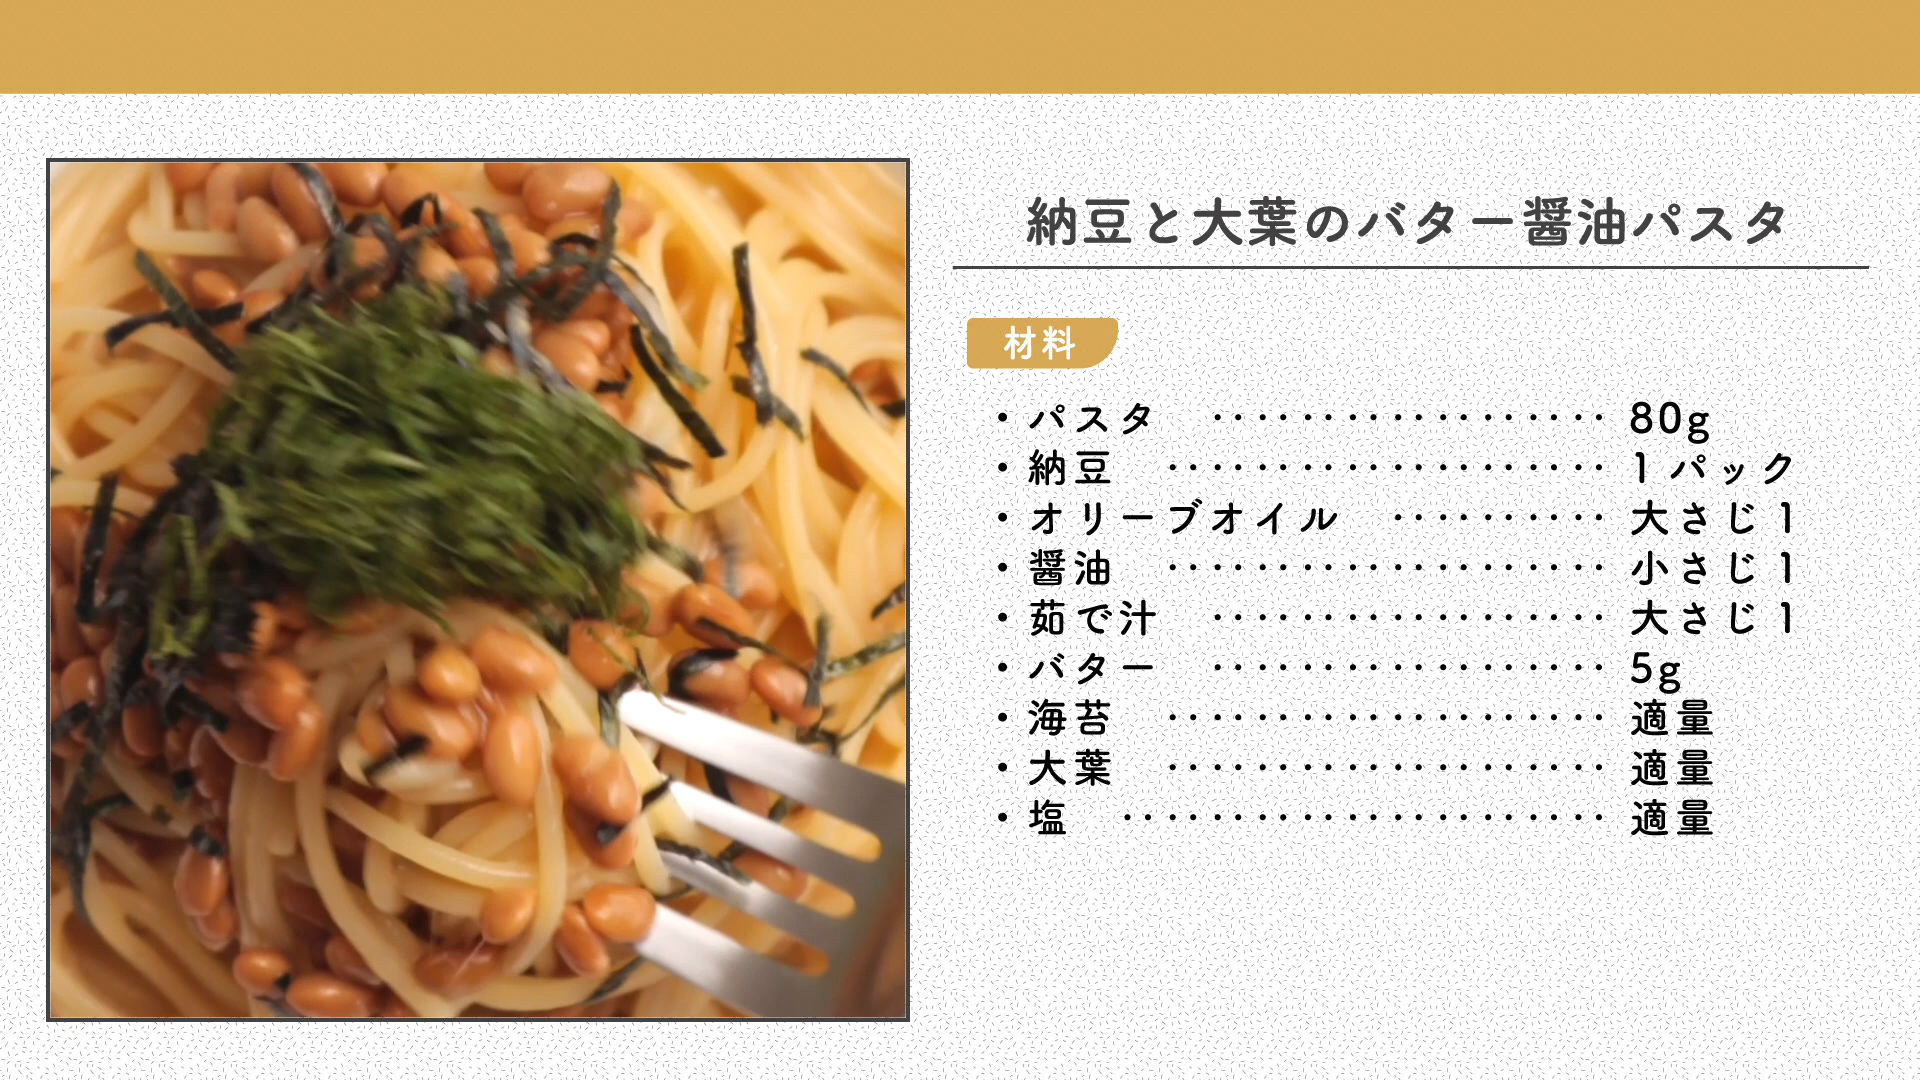 納豆と大葉のバター醤油パスタ
材料
・パスタ ・・・・・・・・・・・・・・・・・・ 80g
・納豆 ・・・・・・・・・・・・・・・・・・・・ 1パック
・オリーブオイル ・・・・・・・・・・ 大さじ1
・醤油 ・・・・・・・・・・・・・・・・・・・・ 小さじ1
・茹で汁 ・・・・・・・・・・・・・・・・・・ 大さじ1
・バター ・・・・・・・・・・・・・・・・・・ 5g
・海苔 ・・・・・・・・・・・・・・・・・・・・ 適量
・大葉 ・・・・・・・・・・・・・・・・・・・・ 適量
・塩 ・・・・・・・・・・・・・・・・・・・・・・ 適量